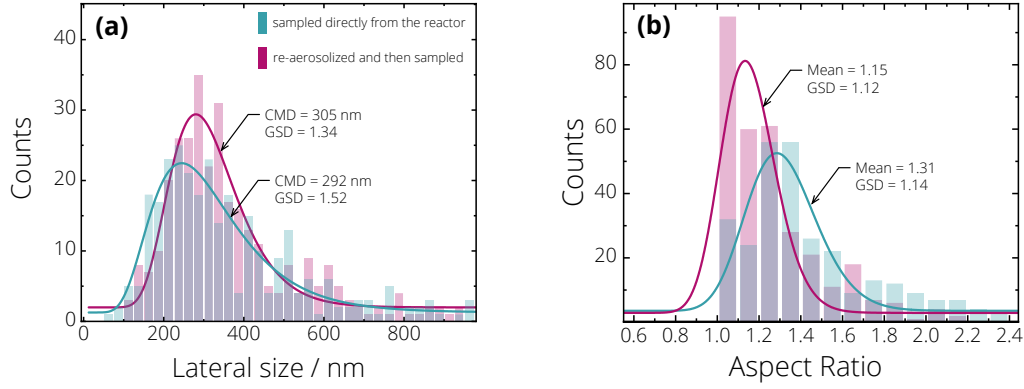 (a)
sampled directly from the reactor
re-aerosolized and then sampled
CMD = 305 nm
GSD = 1.34
CMD = 292 nm
GSD = 1.52
Counts
40
30
20
10
0
0 200 400 600 800
Lateral size / nm
(b)
Mean = 1.15
GSD = 1.12
Mean = 1.31
GSD = 1.14
Counts
80
60
40
20
0.6 0.8 1.0 1.2 1.4 1.6 1.8 2.0 2.2 2.4
Aspect Ratio